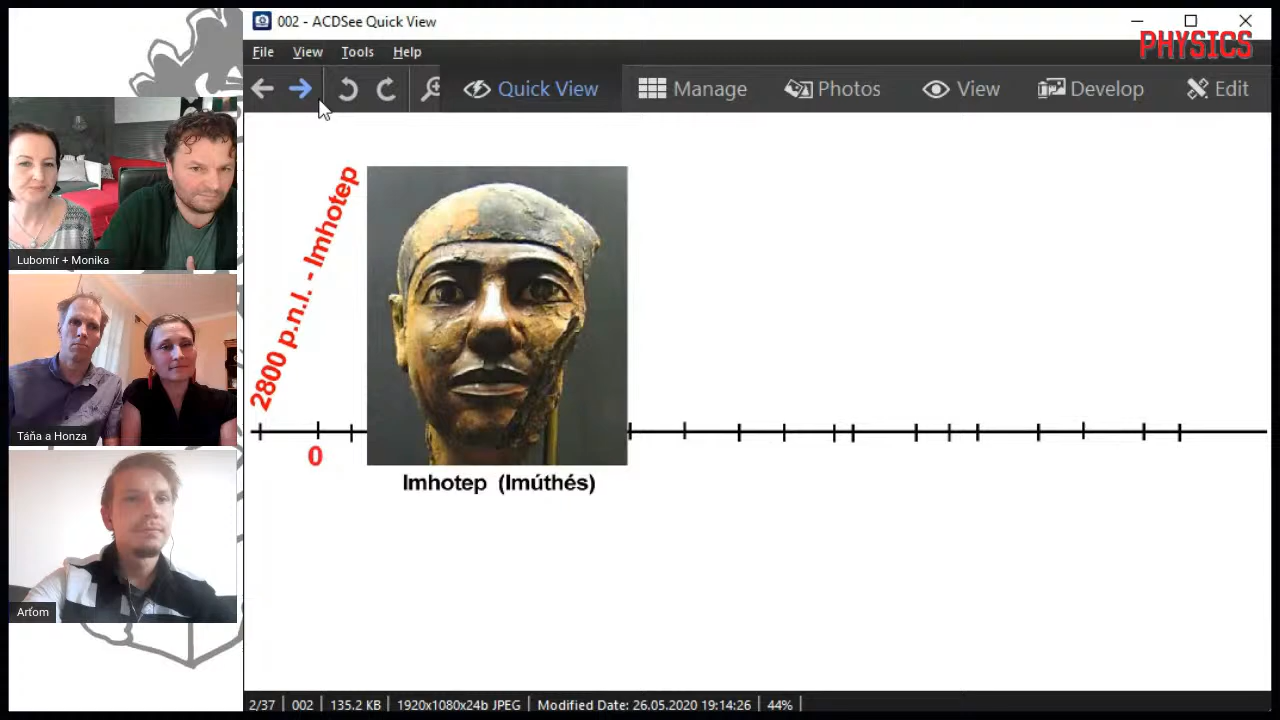 002 - ACDSee Quick View
PHYSICS
File View Tools Help
Quick View Manage Photos View Develop Edit
Lubomír + Monika
Táňa a Honza
Arťom
2800 p.n.l. - Imhotep
0
Imhotep (Imúthés)
2/37 002 135.2 KB 1920x1080x24b JPEG Modified Date: 26.05.2020 19:14:26 44%